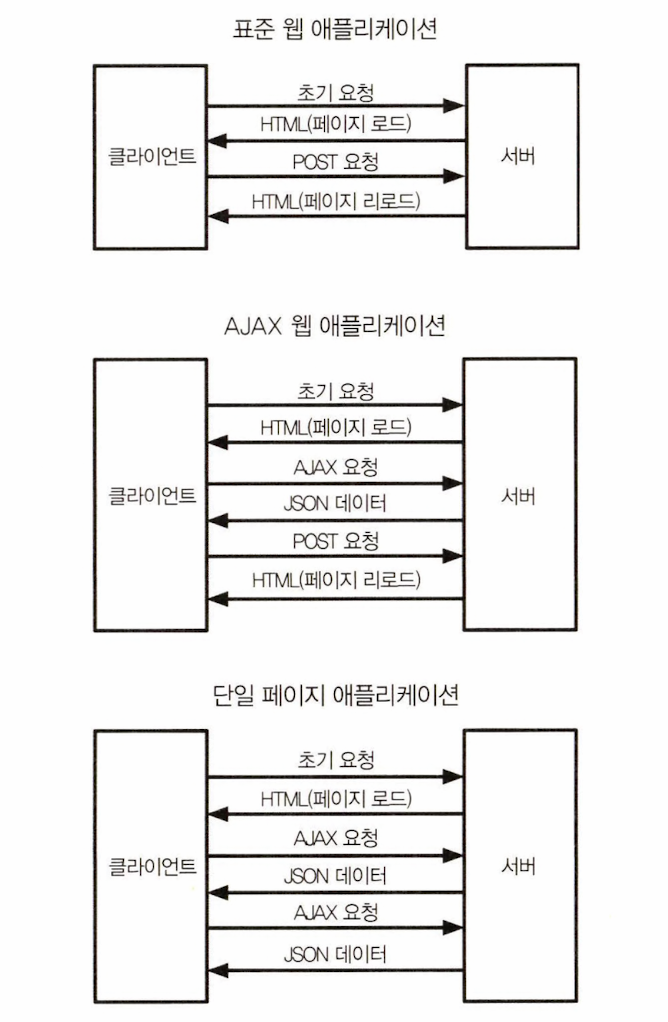 표준 웹 애플리케이션
초기 요청
HTML(페이지 로드)
클라이언트
POST 요청
서버
HTML(페이지 리로드)
AJAX 웹 애플리케이션
초기 요청
HTML(페이지 로드)
AJAX 요청
클라이언트
JSON 데이터
서버
POST 요청
HTML(페이지 리로드)
단일 페이지 애플리케이션
초기 요청
HTML(페이지 로드)
AJAX 요청
클라이언트
JSON 데이터
서버
AJAX 요청
JSON 데이터